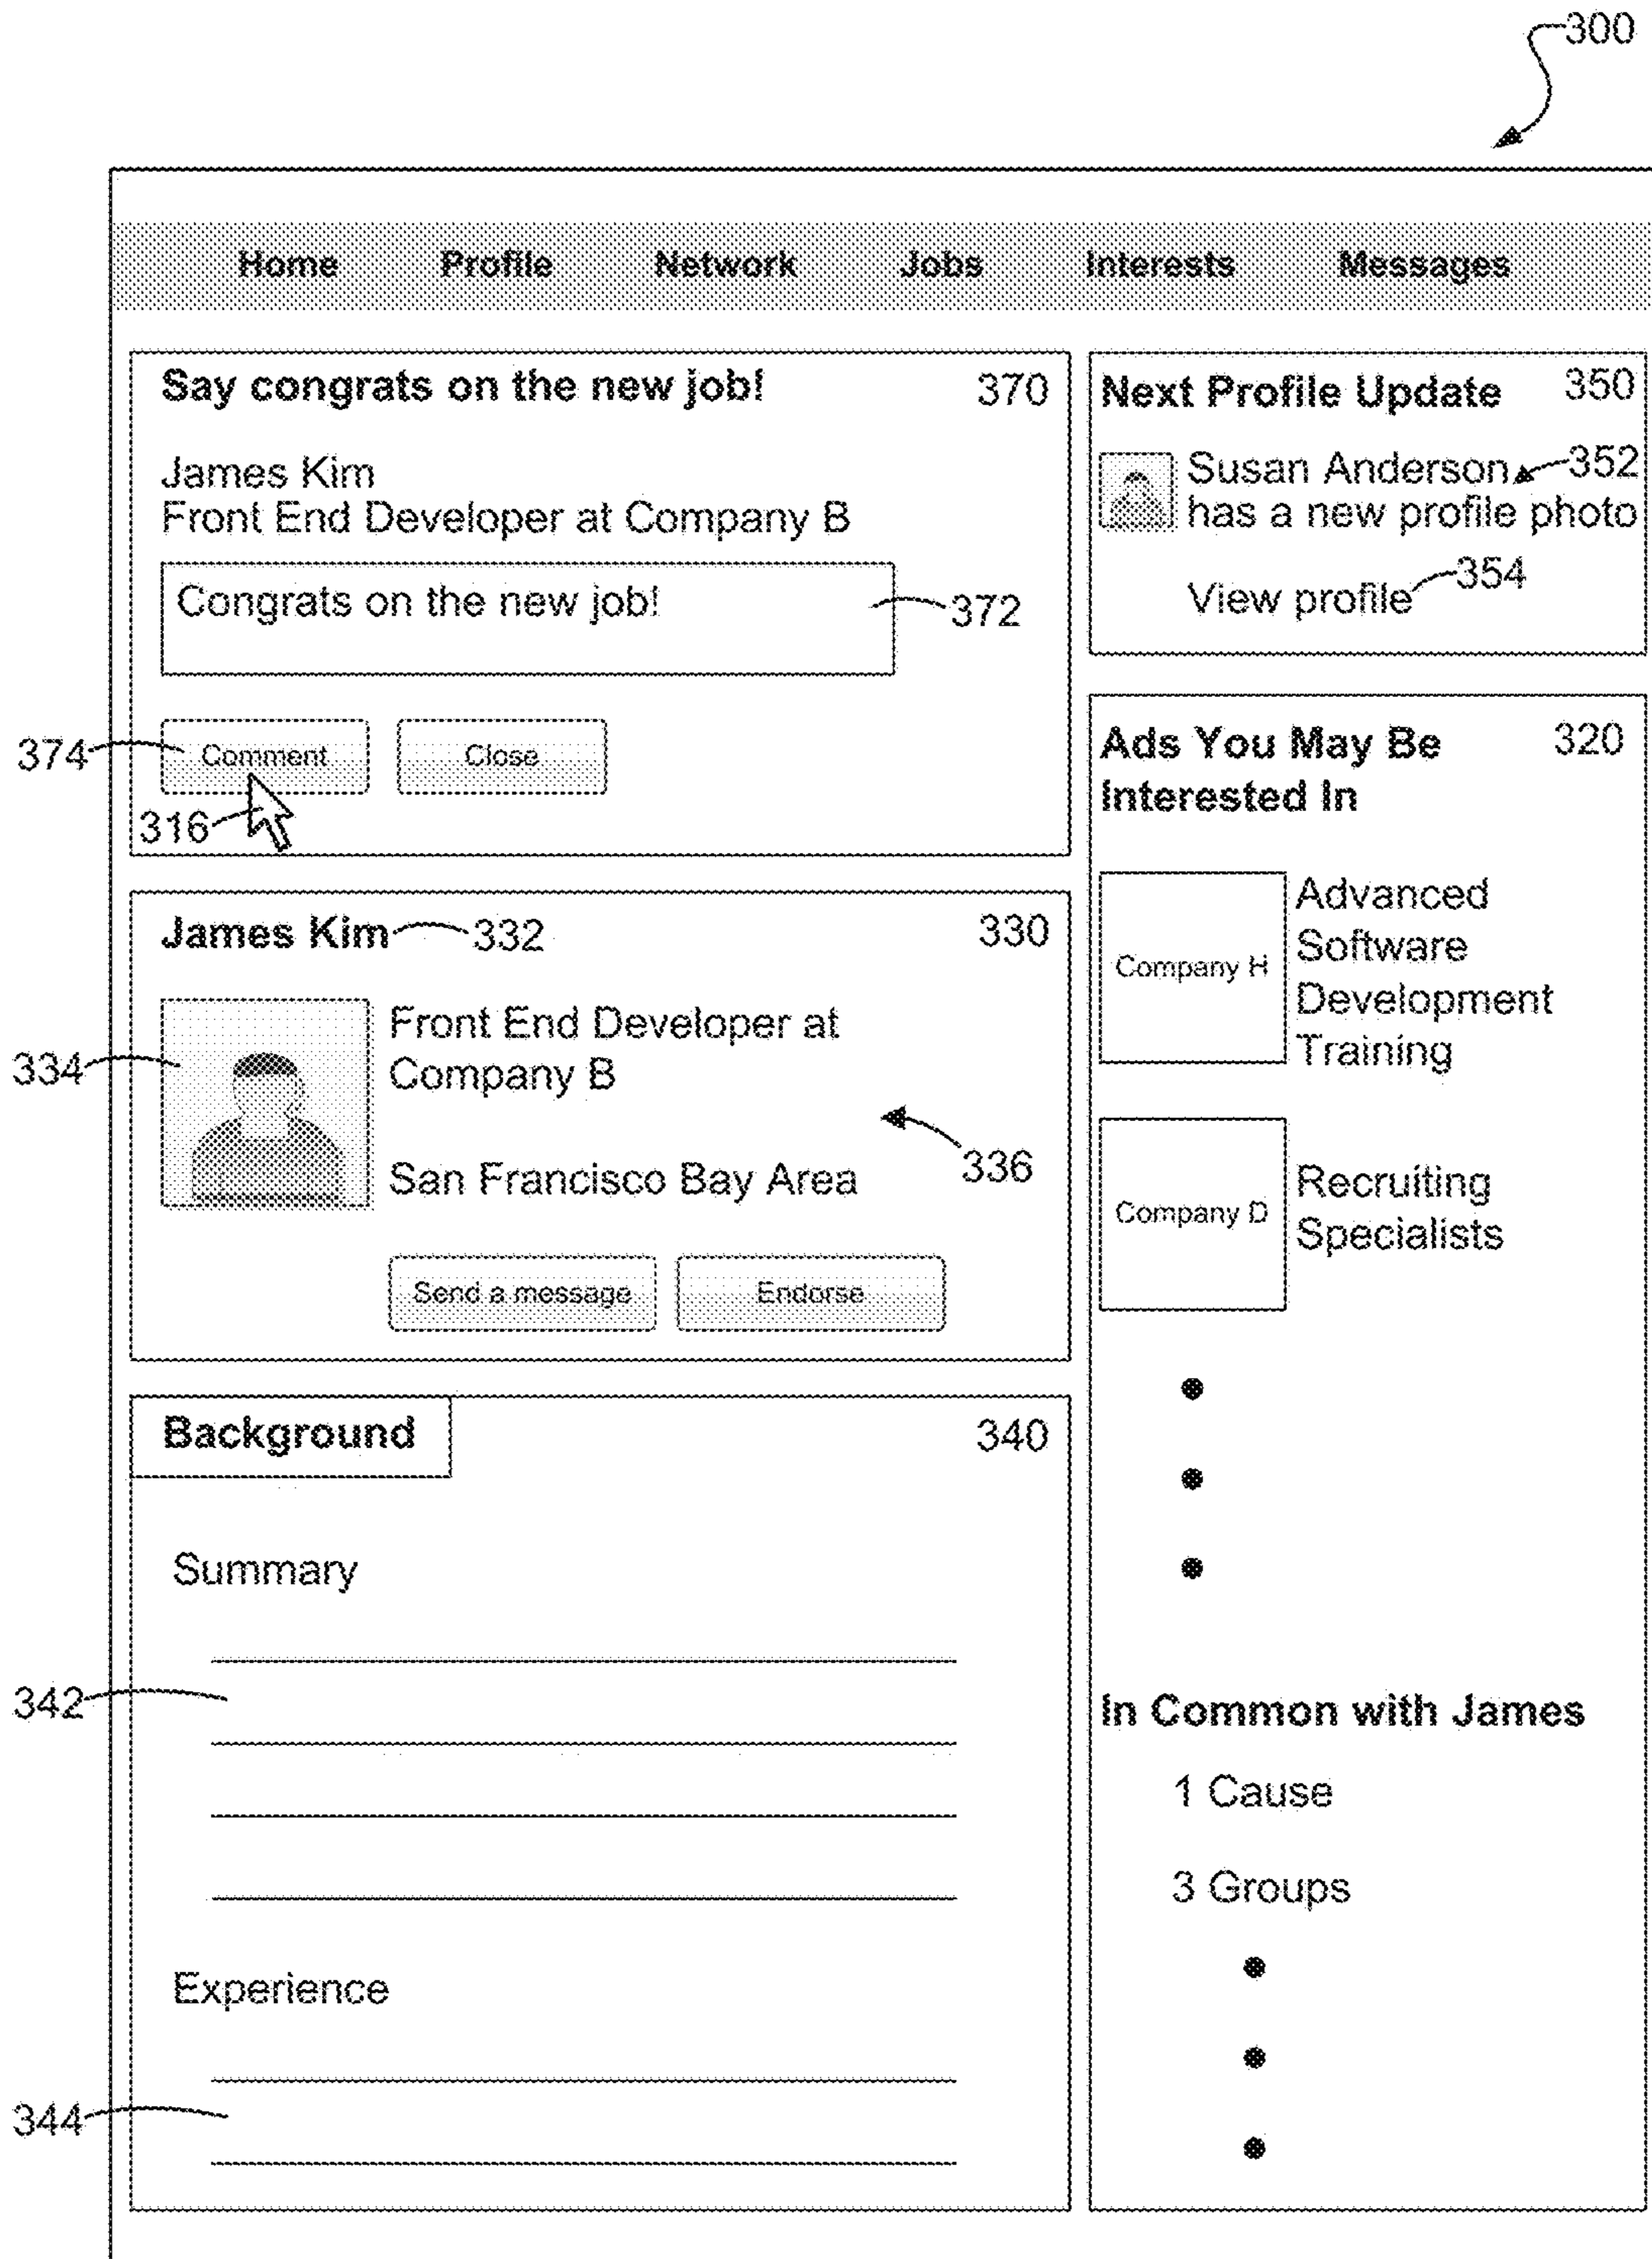 300
Home Profile Network Jobs Interests Messages
Say congrats on the new job! 370
James Kim
Front End Developer at Company B
Congrats on the new job!
372
374
Comment Close
316
James Kim 332 330
334
Front End Developer at
Company B
336
San Francisco Bay Area
Send a message Endorse
Background 340
Summary
342
Experience
344
Next Profile Update 350
Susan Anderson 352
has a new profile photo
View profile 354
Ads You May Be 320
Interested In
Company H
Advanced
Software
Development
Training
Company D
Recruiting
Specialists
In Common with James
1 Cause
3 Groups